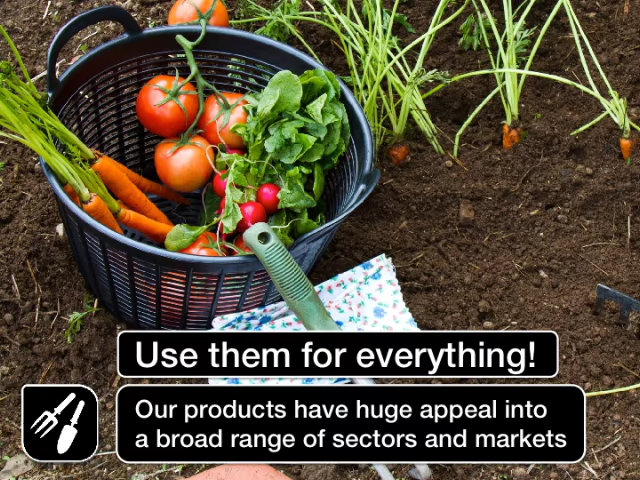 Use them for everything!
Our products have huge appeal into
a broad range of sectors and markets